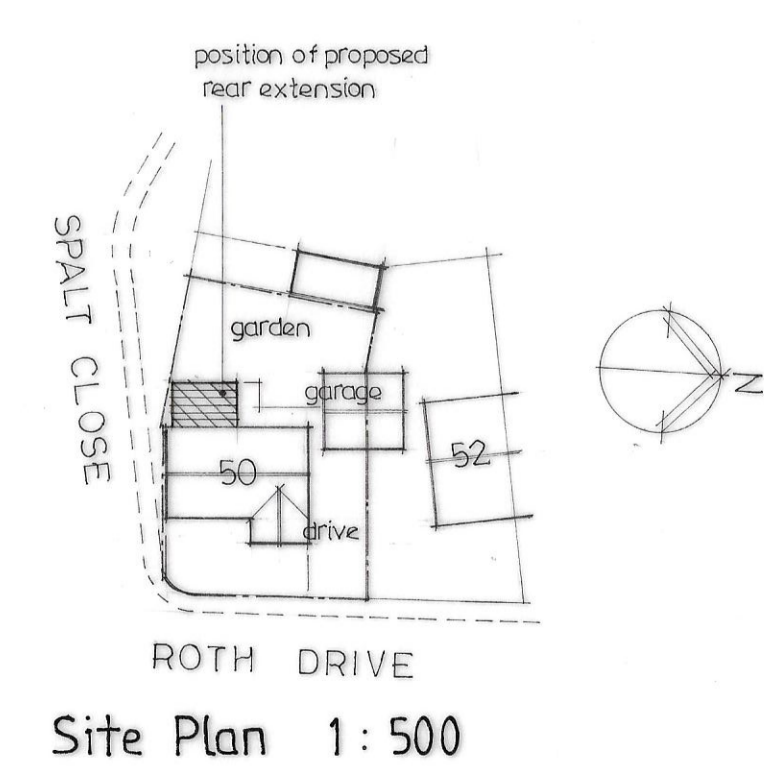 position of proposed
rear extension
SPALT CLOSE
garden
garage
50
52
drive
N
ROTH DRIVE
Site Plan 1 : 500